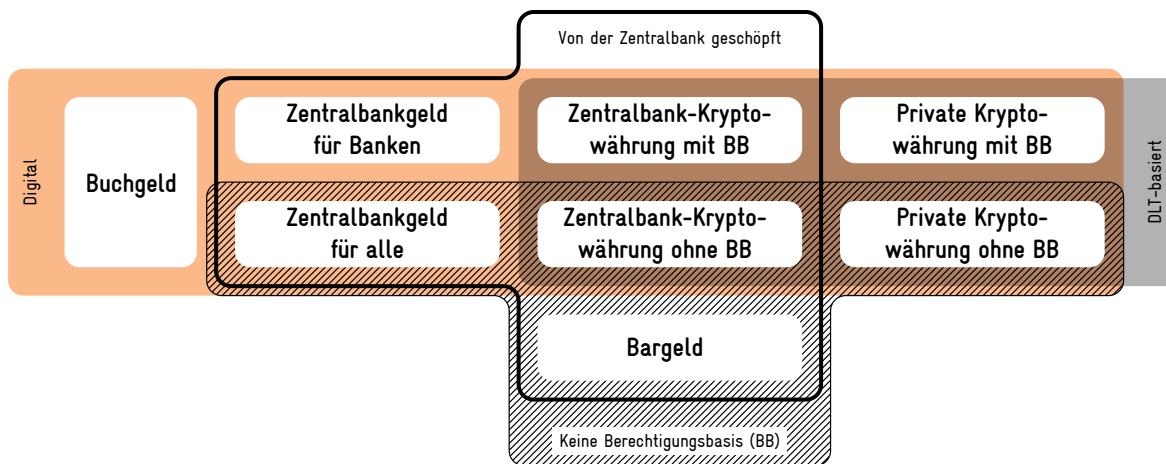 Von der Zentralbank geschöpft
Digital
Buchgeld
Zentralbankgeld
für Banken
Zentralbank-Krypto-
währung mit BB
Private Krypto-
währung mit BB
DLT-basiert
Zentralbankgeld
für alle
Zentralbank-Krypto-
währung ohne BB
Private Krypto-
währung ohne BB
Bargeld
Keine Berechtigungsbasis (BB)